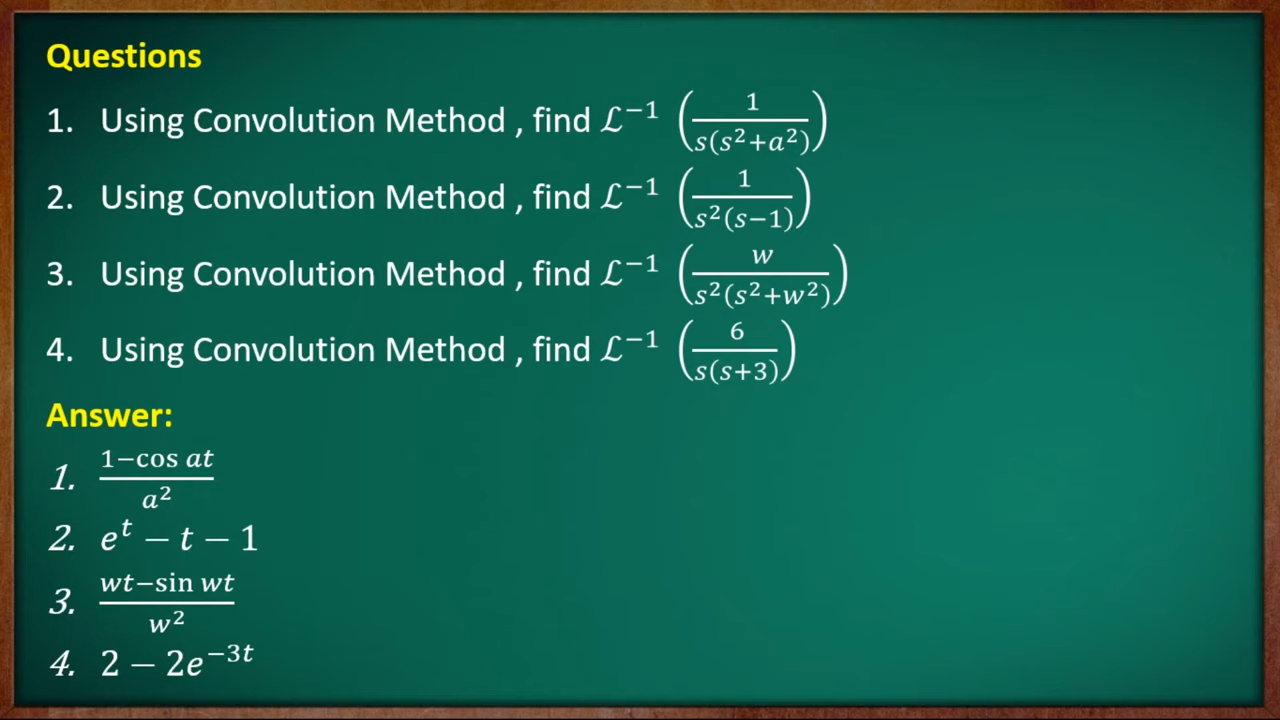 Questions
1. Using Convolution Method , find ℒ⁻¹ (1/(s(s²+a²)))
2. Using Convolution Method , find ℒ⁻¹ (1/(s²(s−1)))
3. Using Convolution Method , find ℒ⁻¹ (w/(s²(s²+w²)))
4. Using Convolution Method , find ℒ⁻¹ (6/(s(s+3)))
Answer:
1. (1−cos at)/a²
2. eᵗ − t − 1
3. (wt−sin wt)/w²
4. 2 − 2e⁻³ᵗ